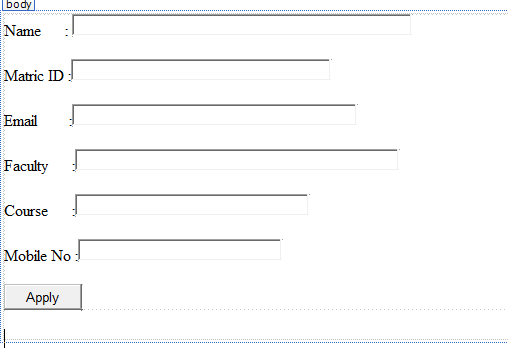 body
Name :
Matric ID :
Email :
Faculty :
Course :
Mobile No :
Apply